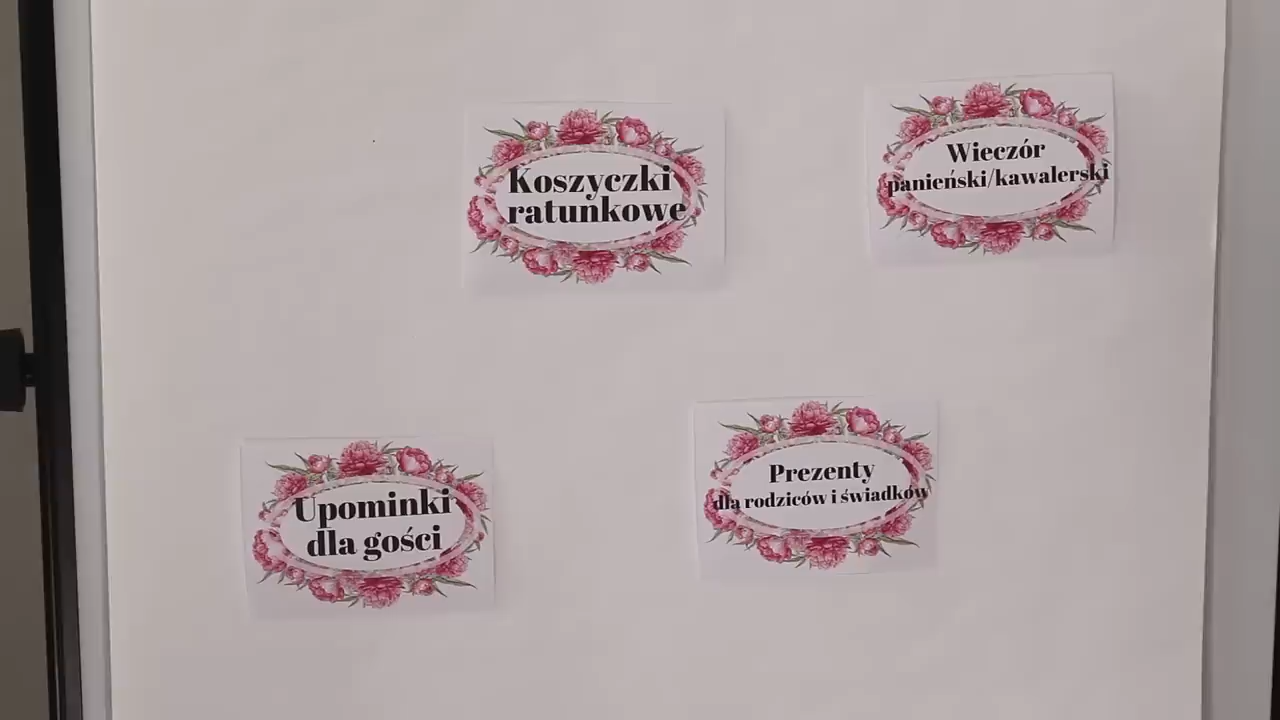 Koszyczki
ratunkowe
Wieczór
panieński/kawalerski
Upominki
dla gości
Prezenty
dla rodziców i świadków